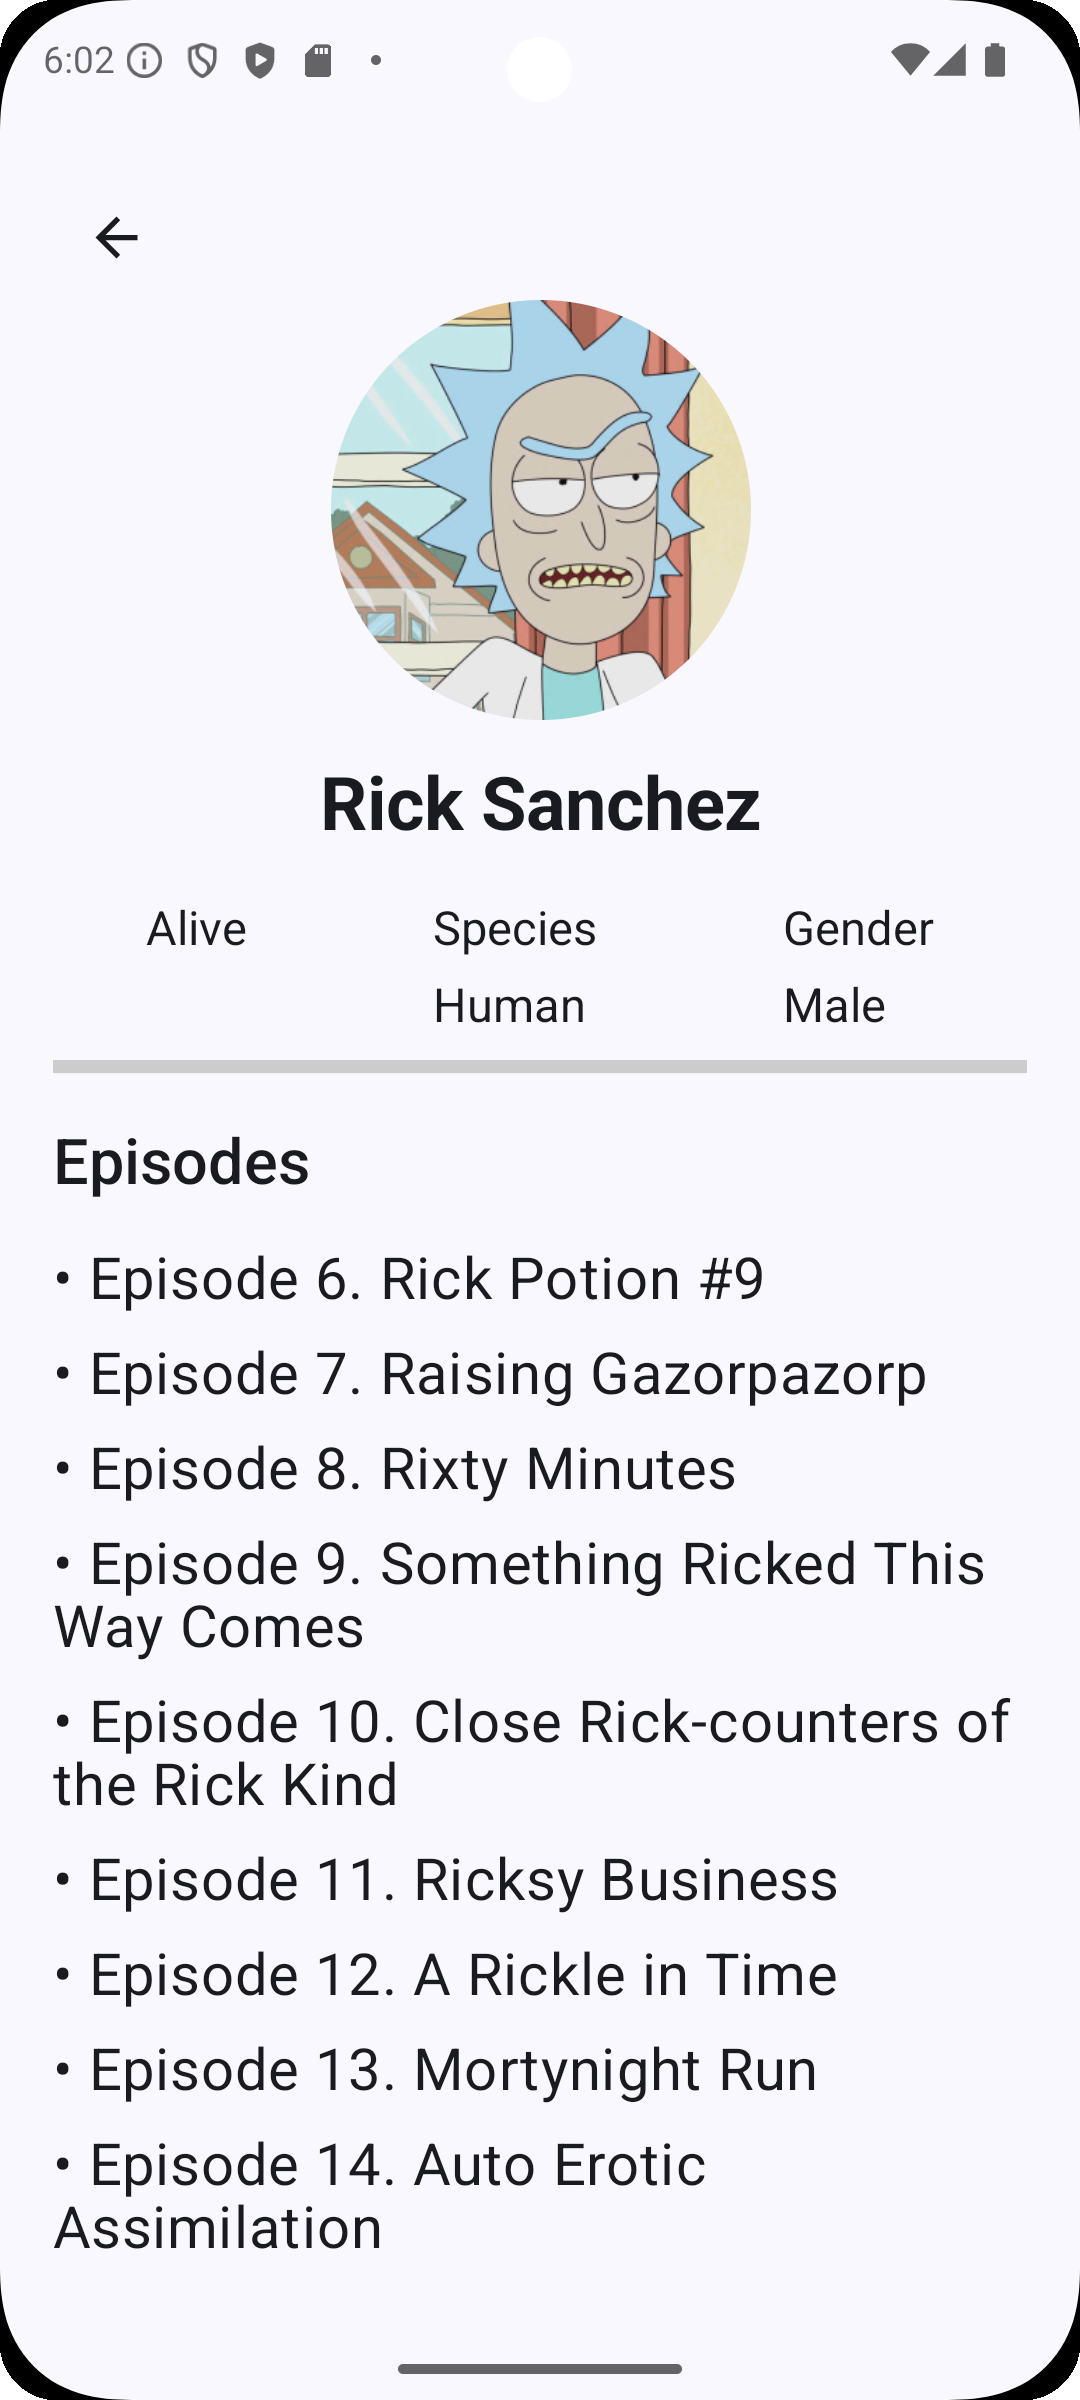 6:02
Rick Sanchez
Alive Species Gender
Human Male
Episodes
• Episode 6. Rick Potion #9
• Episode 7. Raising Gazorpazorp
• Episode 8. Rixty Minutes
• Episode 9. Something Ricked This
Way Comes
• Episode 10. Close Rick-counters of
the Rick Kind
• Episode 11. Ricksy Business
• Episode 12. A Rickle in Time
• Episode 13. Mortynight Run
• Episode 14. Auto Erotic
Assimilation